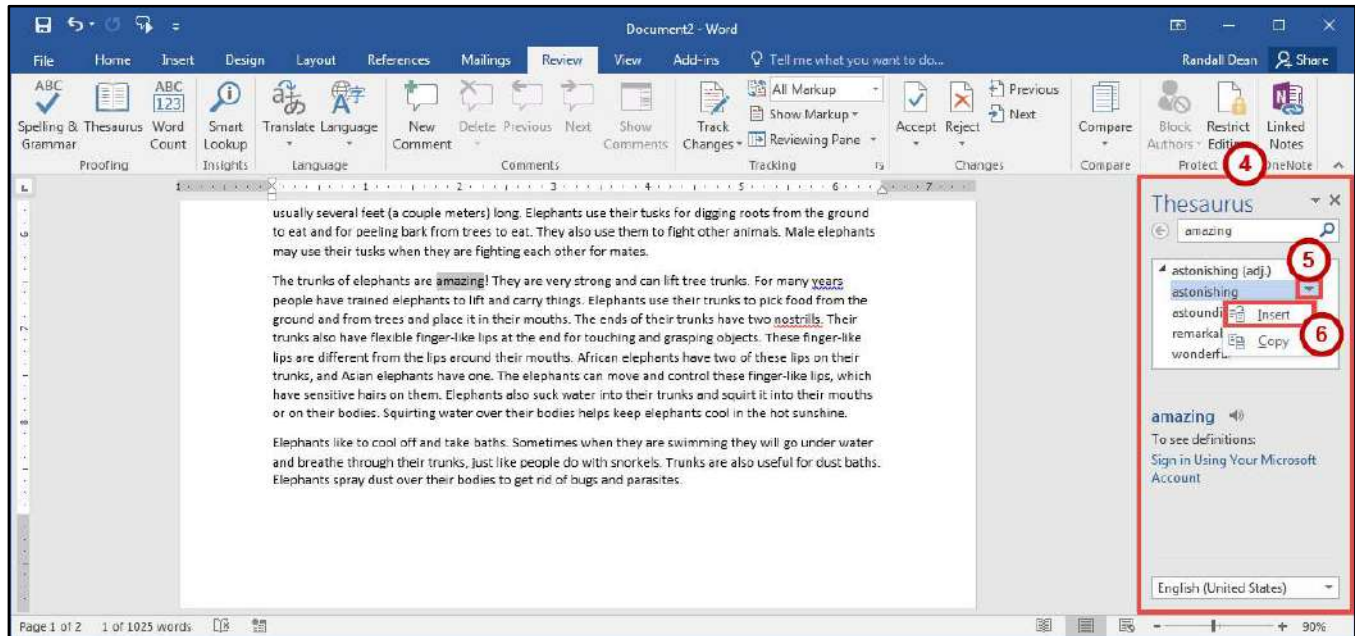 Document2 - Word
File Home Insert Design Layout References Mailings Review View Add-ins Tell me what you want to do... Randall Dean Share
ABC ABC 123
Spelling & Grammar Thesaurus Word Count Smart Lookup Translate Language New Comment Delete Previous Next Show Comments Track Changes All Markup Show Markup Reviewing Pane Accept Reject Previous Next Compare Block Authors Restrict Editing Linked Notes
Proofing Insights Language Comments Tracking Changes Compare Protect OneNote
4
1 1 2 3 4 5 6 7
usually several feet (a couple meters) long. Elephants use their tusks for digging roots from the ground
to eat and for peeling bark from trees to eat. They also use them to fight other animals. Male elephants
may use their tusks when they are fighting each other for mates.
The trunks of elephants are amazing! They are very strong and can lift tree trunks. For many years
people have trained elephants to lift and carry things. Elephants use their trunks to pick food from the
ground and from trees and place it in their mouths. The ends of their trunks have two nostrills. Their
trunks also have flexible finger-like lips at the end for touching and grasping objects. These finger-like
lips are different from the lips around their mouths. African elephants have two of these lips on their
trunks, and Asian elephants have one. The elephants can move and control these finger-like lips, which
have sensitive hairs on them. Elephants also suck water into their trunks and squirt it into their mouths
or on their bodies. Squirting water over their bodies helps keep elephants cool in the hot sunshine.
Elephants like to cool off and take baths. Sometimes when they are swimming they will go under water
and breathe through their trunks, just like people do with snorkels. Trunks are also useful for dust baths.
Elephants spray dust over their bodies to get rid of bugs and parasites.
Thesaurus
amazing
5
astonishing (adj.)
astonishing
astoundi Insert
6
remarkal Copy
wonderfu
amazing
To see definitions:
Sign in Using Your Microsoft
Account
English (United States)
Page 1 of 2 1 of 1025 words 90%